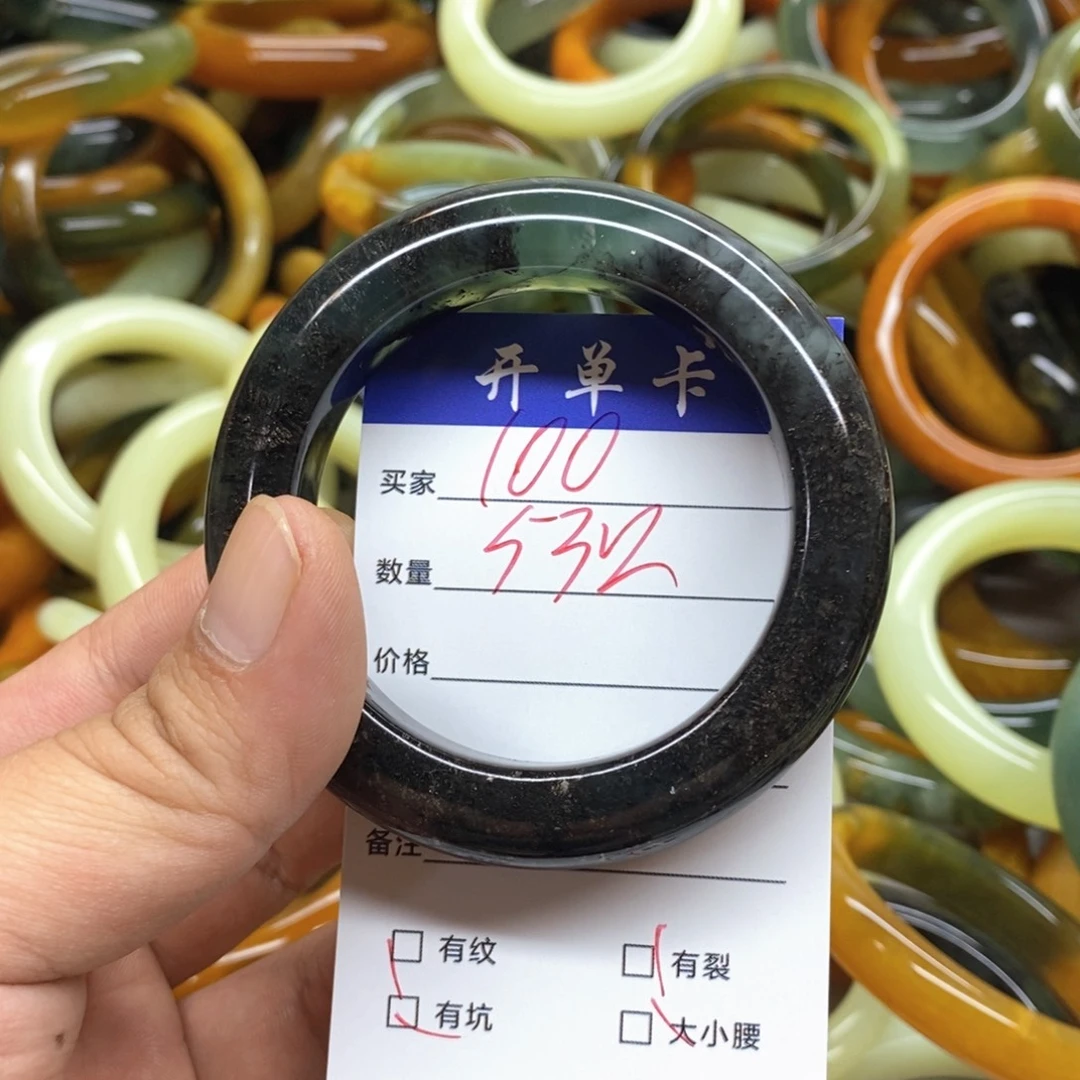 开单卡
买家 100
数量 532
价格
备注
有纹 有裂
有坑 大小腰